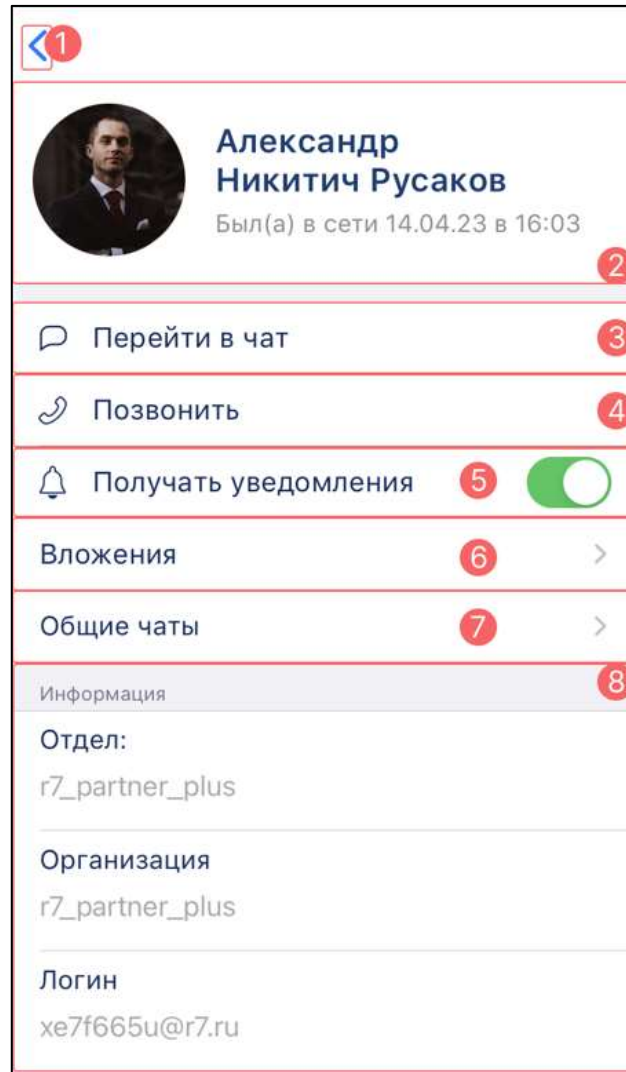 1
Александр
Никитич Русаков
Был(а) в сети 14.04.23 в 16:03
2
Перейти в чат 3
Позвонить 4
Получать уведомления 5
Вложения 6
Общие чаты 7
Информация 8
Отдел:
r7_partner_plus
Организация
r7_partner_plus
Логин
xe7f665u@r7.ru